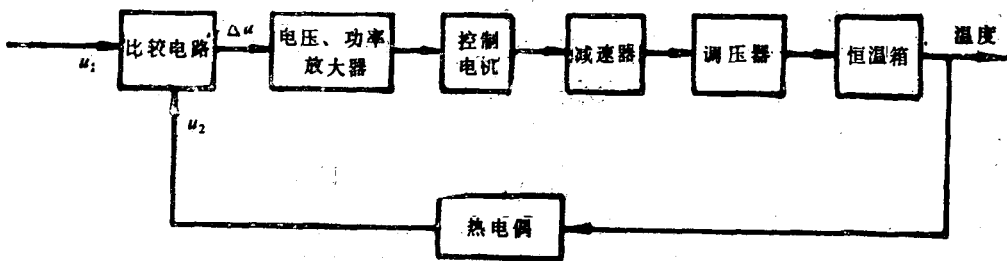 u₁
比较电路
Δu
电压、功率
放大器
控制
电机
减速器
调压器
恒温箱
温度
u₂
热电偶